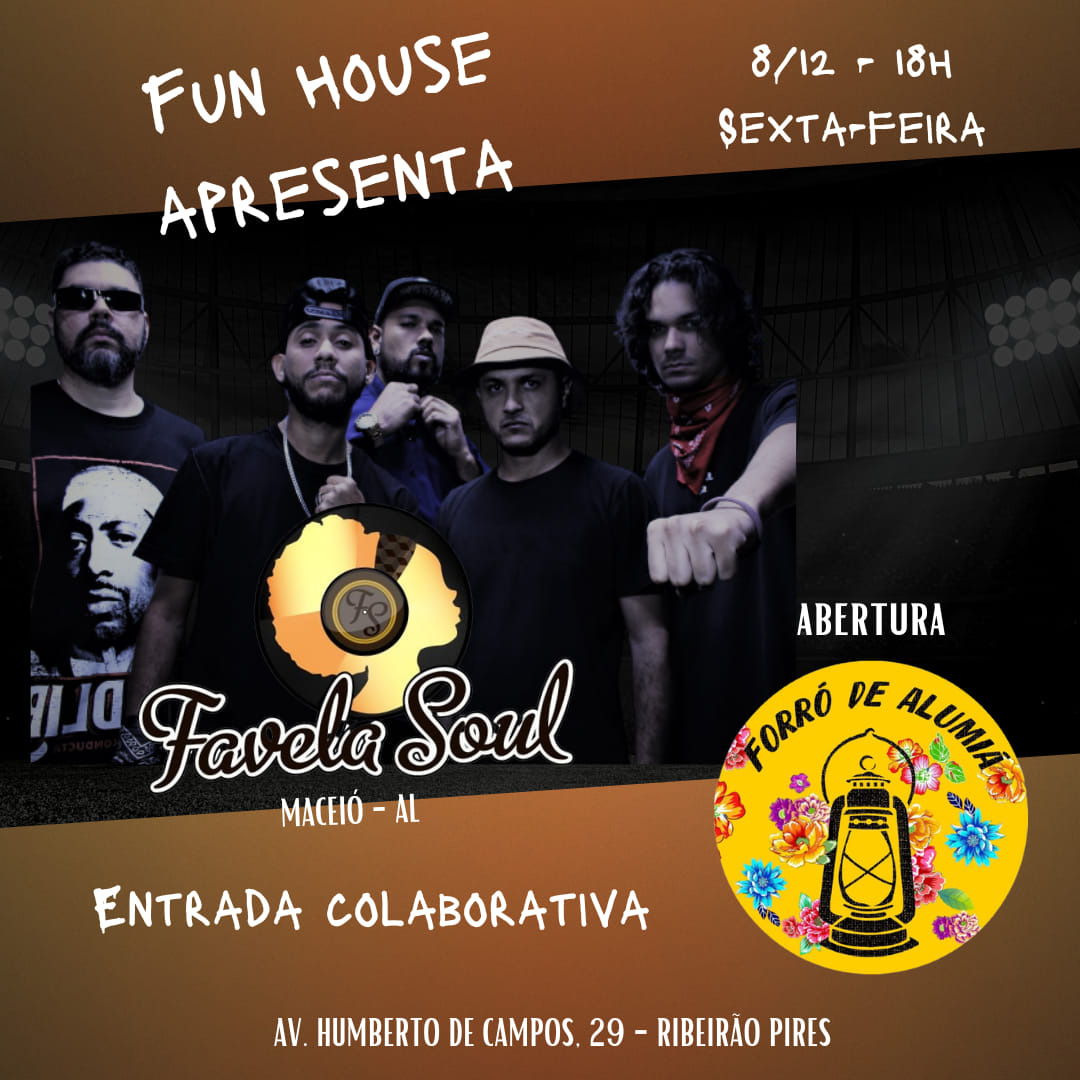 FUN HOUSE
APRESENTA
8/12 - 18H
SEXTA-FEIRA
FS
Favela Soul
MACEIÓ - AL
ABERTURA
FORRÓ DE ALUMIÁ
ENTRADA COLABORATIVA
AV. HUMBERTO DE CAMPOS, 29 - RIBEIRÃO PIRES